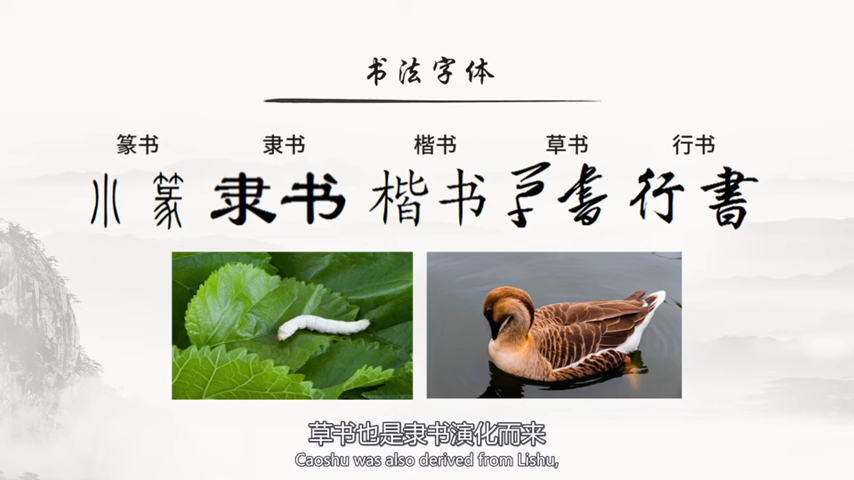 书法字体
篆书 隶书 楷书 草书 行书
小篆 隶书 楷书 草書 行書
草书也是隶书演化而来
Caoshu was also derived from Lishu,